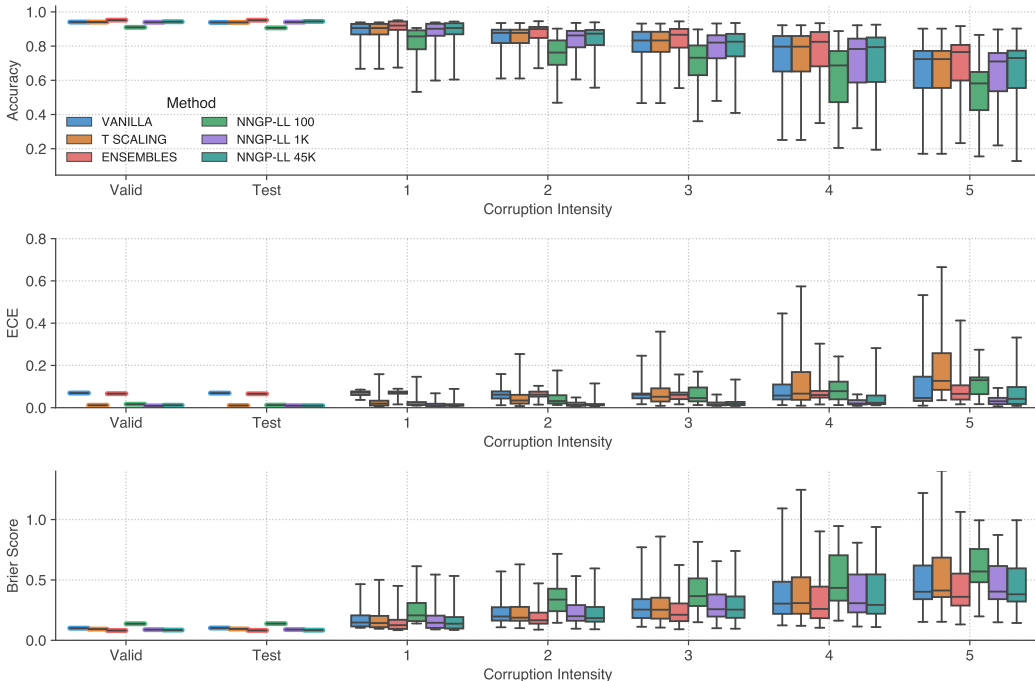 Accuracy
0.8
0.6
0.4
0.2
Method
VANILLA
T SCALING
ENSEMBLES
NNGP-LL 100
NNGP-LL 1K
NNGP-LL 45K
Valid Test 1 2 3 4 5
Corruption Intensity
ECE
0.8
0.6
0.4
0.2
0.0
Valid Test 1 2 3 4 5
Corruption Intensity
Brier Score
1.0
0.5
0.0
Valid Test 1 2 3 4 5
Corruption Intensity